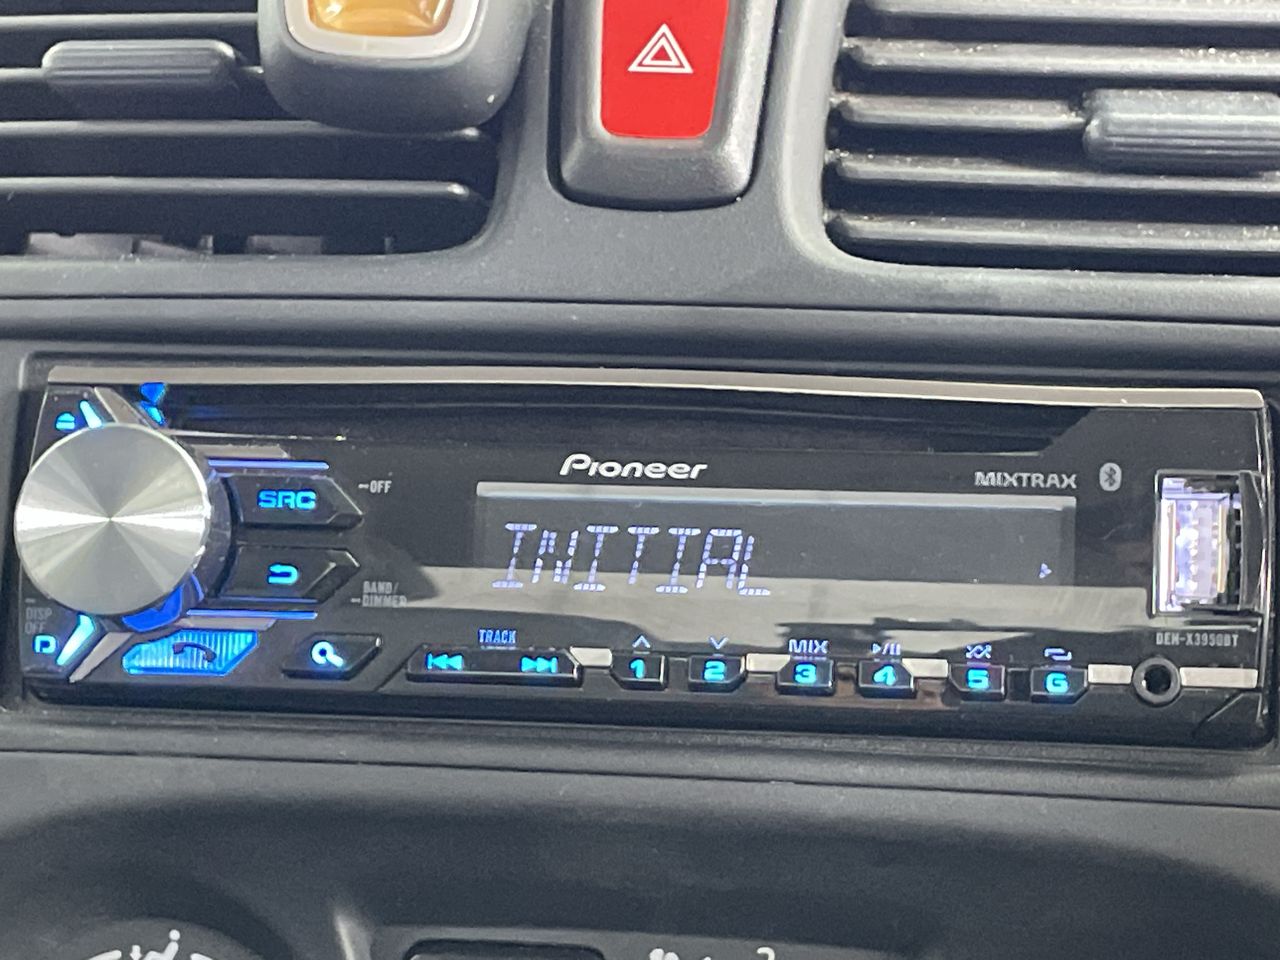 Pioneer
MIXTRAX
SRC
OFF
INITIAL
BAND/
DIMMER
DISP
OFF
DEH-X3950BT
TRACK
MIX
1
2
3
4
5
6